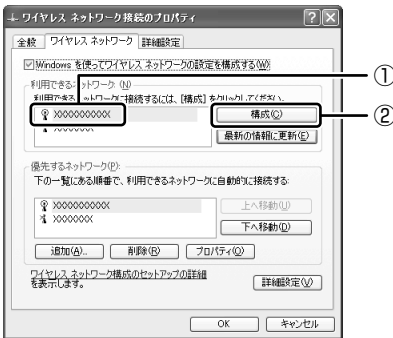 ワイヤレス ネットワーク接続のプロパティ
全般 ワイヤレス ネットワーク 詳細設定
Windows を使ってワイヤレス ネットワークの設定を構成する(W)
利用できるネットワーク(N)
利用できるネットワークに接続するには、[構成] をクリックしてください。
①
XXXXXXXXXX 構成(C)
②
XXXXXXX 最新の情報に更新(E)
優先するネットワーク(P):
下の一覧にある順番で、利用できるネットワークに自動的に接続する:
XXXXXXXXXX 上へ移動(U)
XXXXXXX 下へ移動(D)
追加(A)... 削除(R) プロパティ(O)
ワイヤレス ネットワーク構成のセットアップの詳細
を表示します。 詳細設定(V)
OK キャンセル